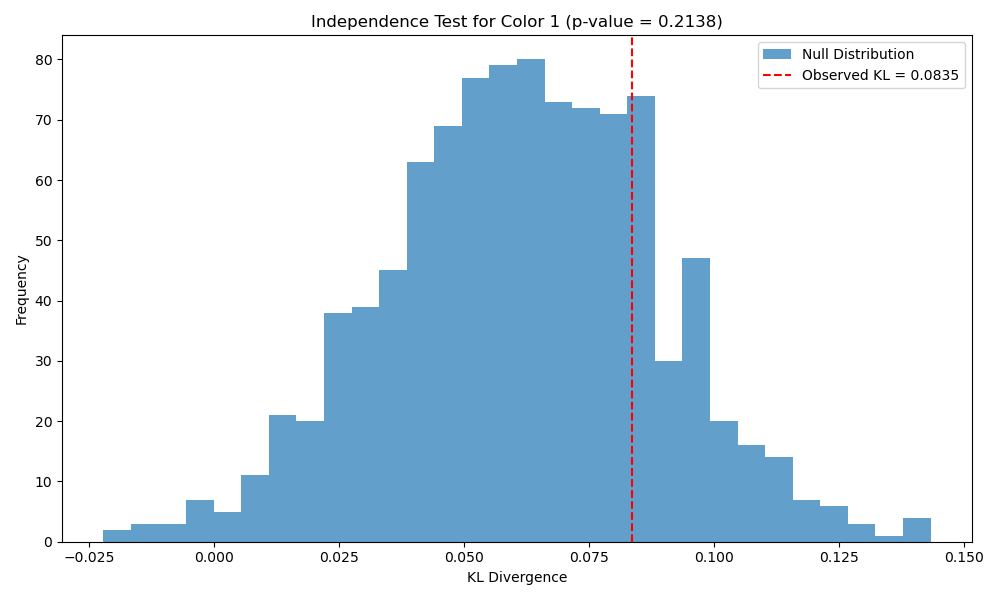 Independence Test for Color 1 (p-value = 0.2138)
Null Distribution
Observed KL = 0.0835
Frequency
80
70
60
50
40
30
20
10
0
−0.025 0.000 0.025 0.050 0.075 0.100 0.125 0.150
KL Divergence